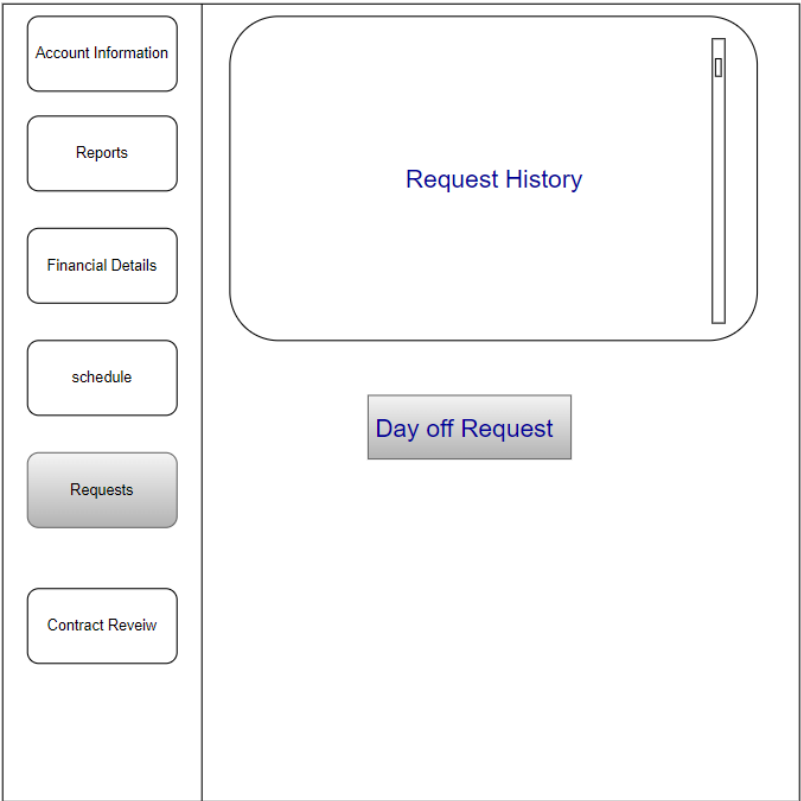 Account Information
Reports
Financial Details
schedule
Requests
Contract Reveiw
Request History
Day off Request